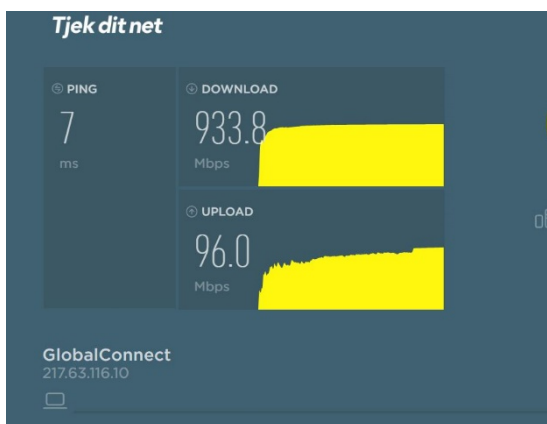 Tjek dit net
PING
7
ms
DOWNLOAD
933.8
Mbps
UPLOAD
96.0
Mbps
GlobalConnect
217.63.116.10